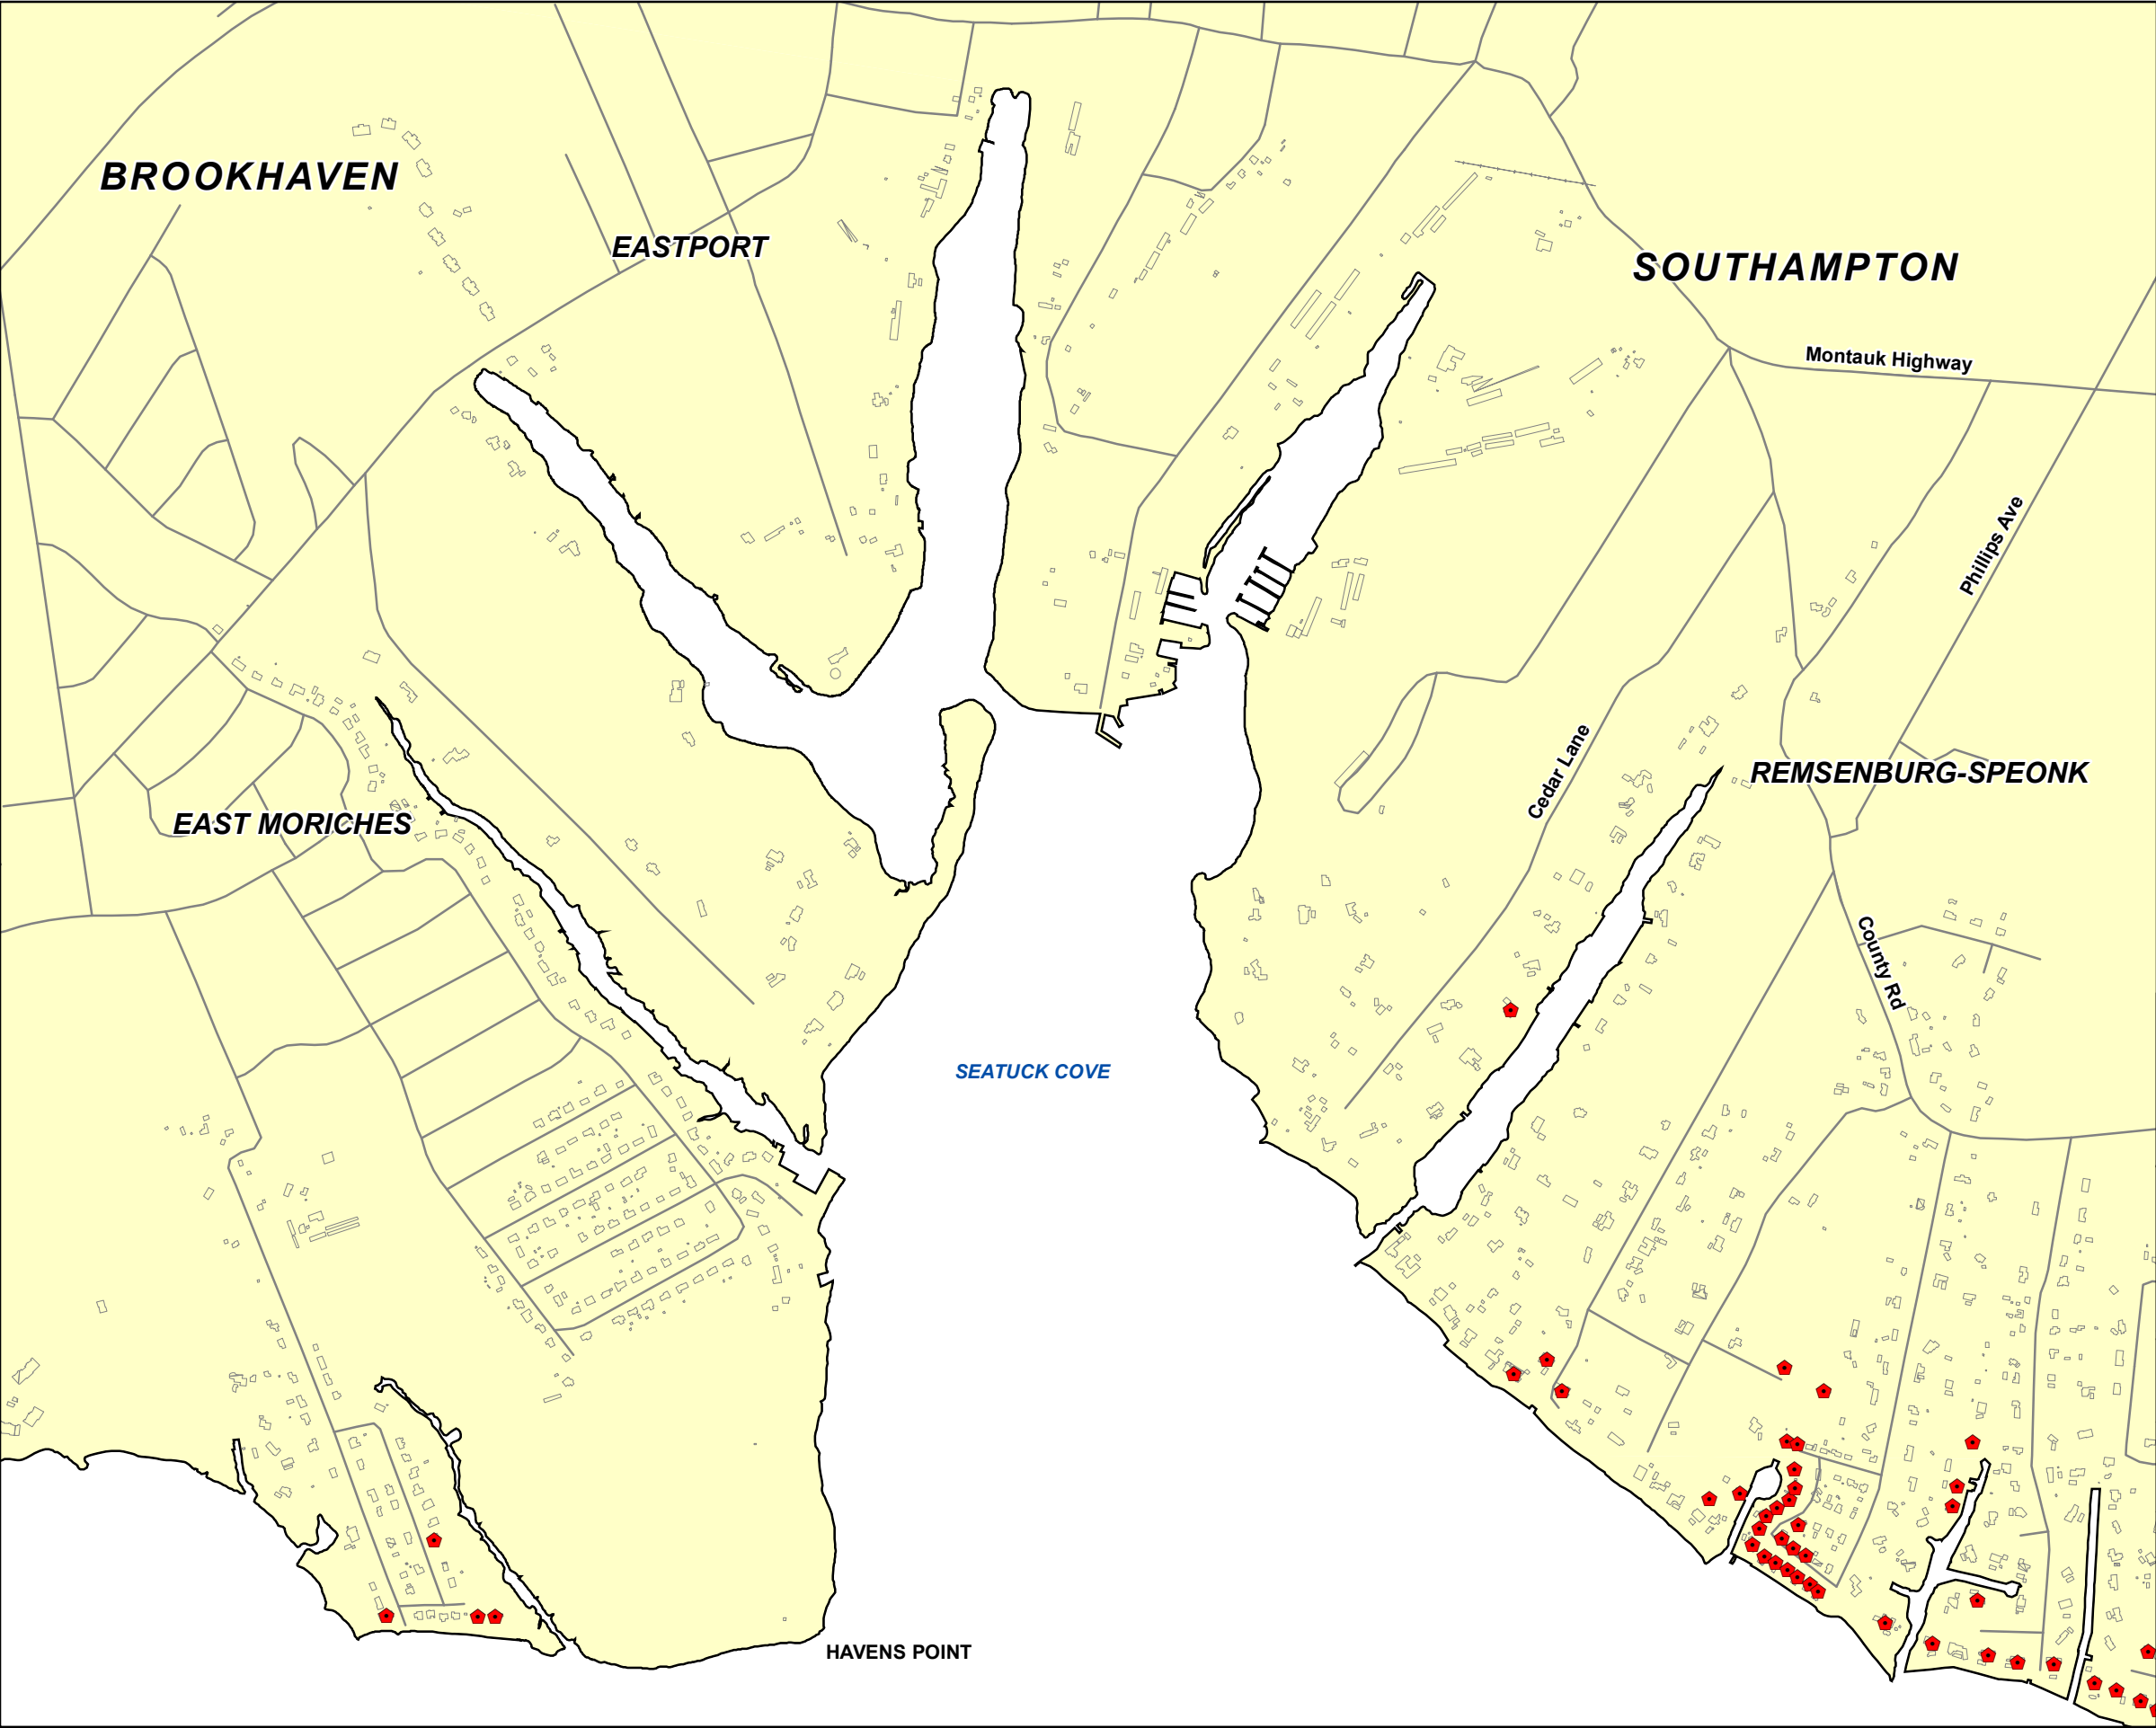 BROOKHAVEN
EASTPORT
SOUTHAMPTON
Montauk Highway
Phillips Ave
Cedar Lane
REMSENBURG-SPEONK
EAST MORICHES
County Rd
SEATUCK COVE
HAVENS POINT